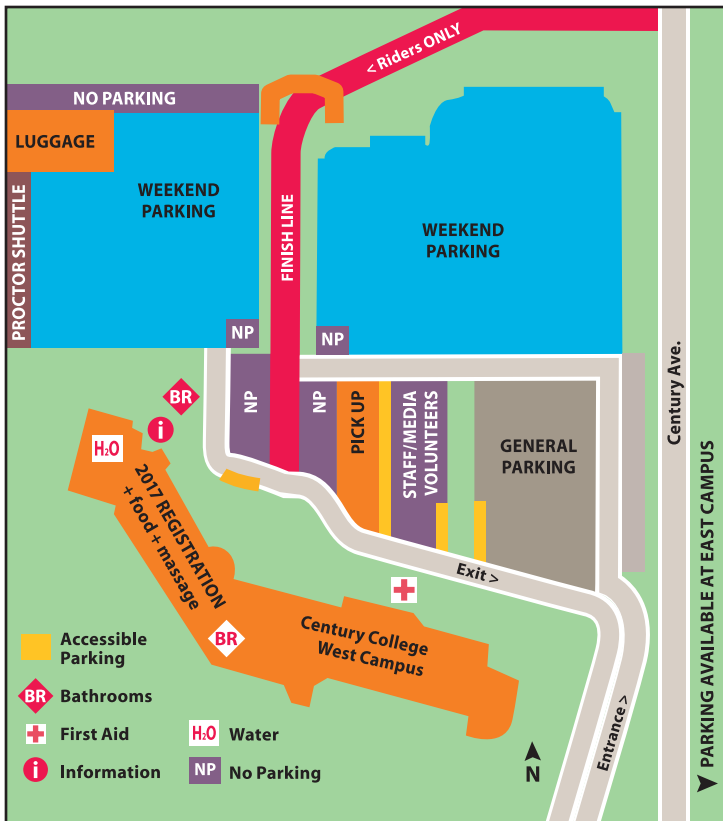 < Riders ONLY
NO PARKING
LUGGAGE
WEEKEND
PARKING
PROCTOR SHUTTLE
FINISH LINE
WEEKEND
PARKING
NP
NP
Century Ave.
BR
i
H₂O
NP
NP
PICK UP
STAFF/MEDIA
VOLUNTEERS
GENERAL
PARKING
2017 REGISTRATION
+ food + massage
Exit >
BR
Century College
West Campus
Entrance >
PARKING AVAILABLE AT EAST CAMPUS
Accessible
Parking
BR Bathrooms
First Aid
i Information
H₂O Water
NP No Parking
N